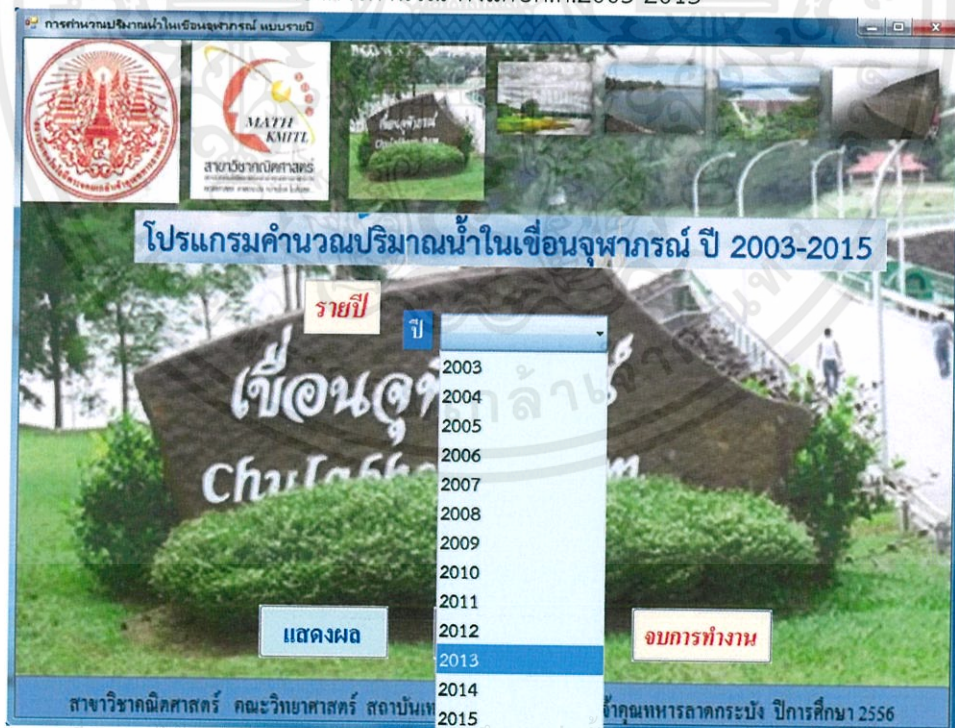 การคำนวณปริมาณน้ำในเขื่อนจุฬาภรณ์ แบบรายปี
MATH
KMITL
สาขาวิชาคณิตศาสตร์
โปรแกรมคำนวณปริมาณน้ำในเขื่อนจุฬาภรณ์ ปี 2003-2015
รายปี
ปี
2003
2004
2005
2006
2007
2008
2009
2010
2011
2012
2013
2014
2015
เขื่อนจุ
แสดงผล
จบการทำงาน
สาขาวิชาคณิตศาสตร์ คณะวิทยาศาสตร์ สถาบันเท
จ้าคุณทหารลาดกระบัง ปีการศึกษา 2556